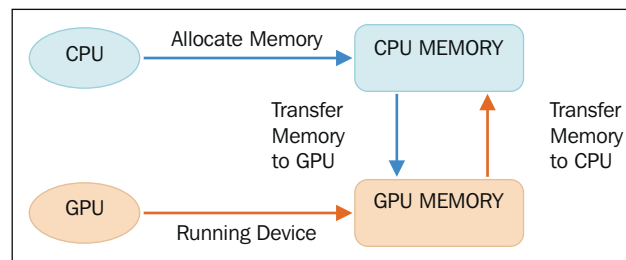 CPU
Allocate Memory
CPU MEMORY
Transfer
Memory
to GPU
Transfer
Memory
to CPU
GPU
Running Device
GPU MEMORY